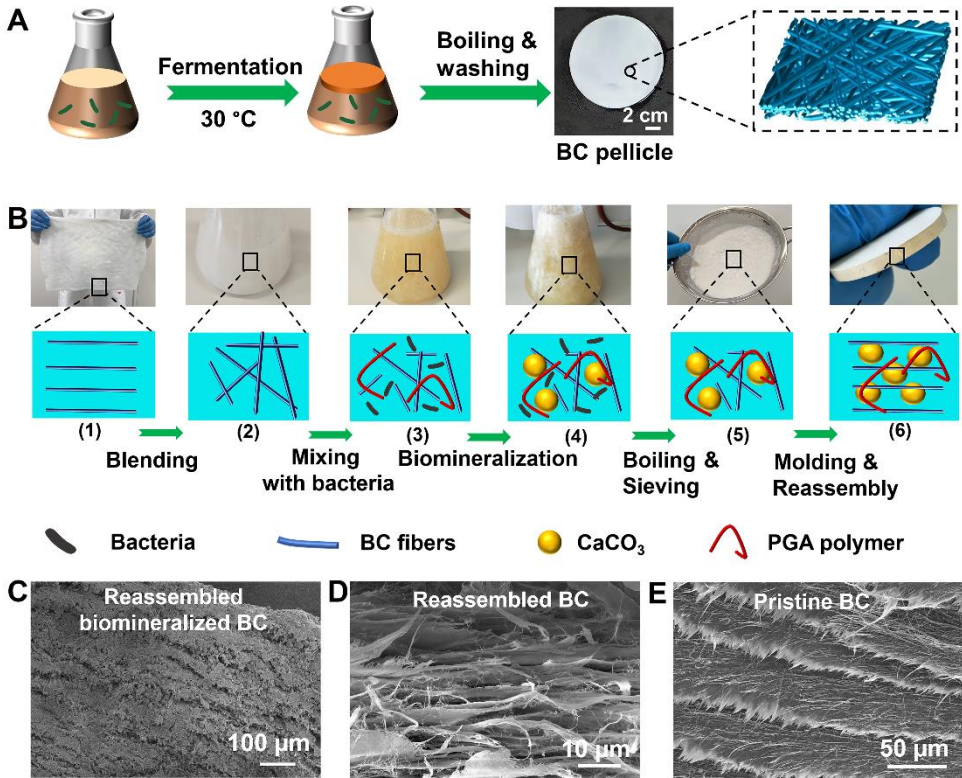 A
Fermentation
30 °C
Boiling &
washing
2 cm
BC pellicle
B
(1)
(2)
(3)
(4)
(5)
(6)
Blending
Mixing
with bacteria
Biomineralization
Boiling &
Sieving
Molding &
Reassembly
Bacteria
BC fibers
CaCO₃
PGA polymer
C
Reassembled
biomineralized BC
100 µm
D
Reassembled BC
10 µm
E
Pristine BC
50 µm